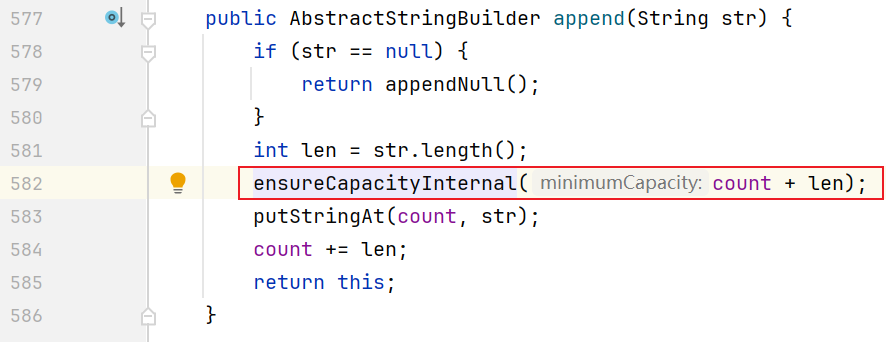 577 public AbstractStringBuilder append(String str) {
578 if (str == null) {
579 return appendNull();
580 }
581 int len = str.length();
582 ensureCapacityInternal( minimumCapacity: count + len);
583 putStringAt(count, str);
584 count += len;
585 return this;
586 }